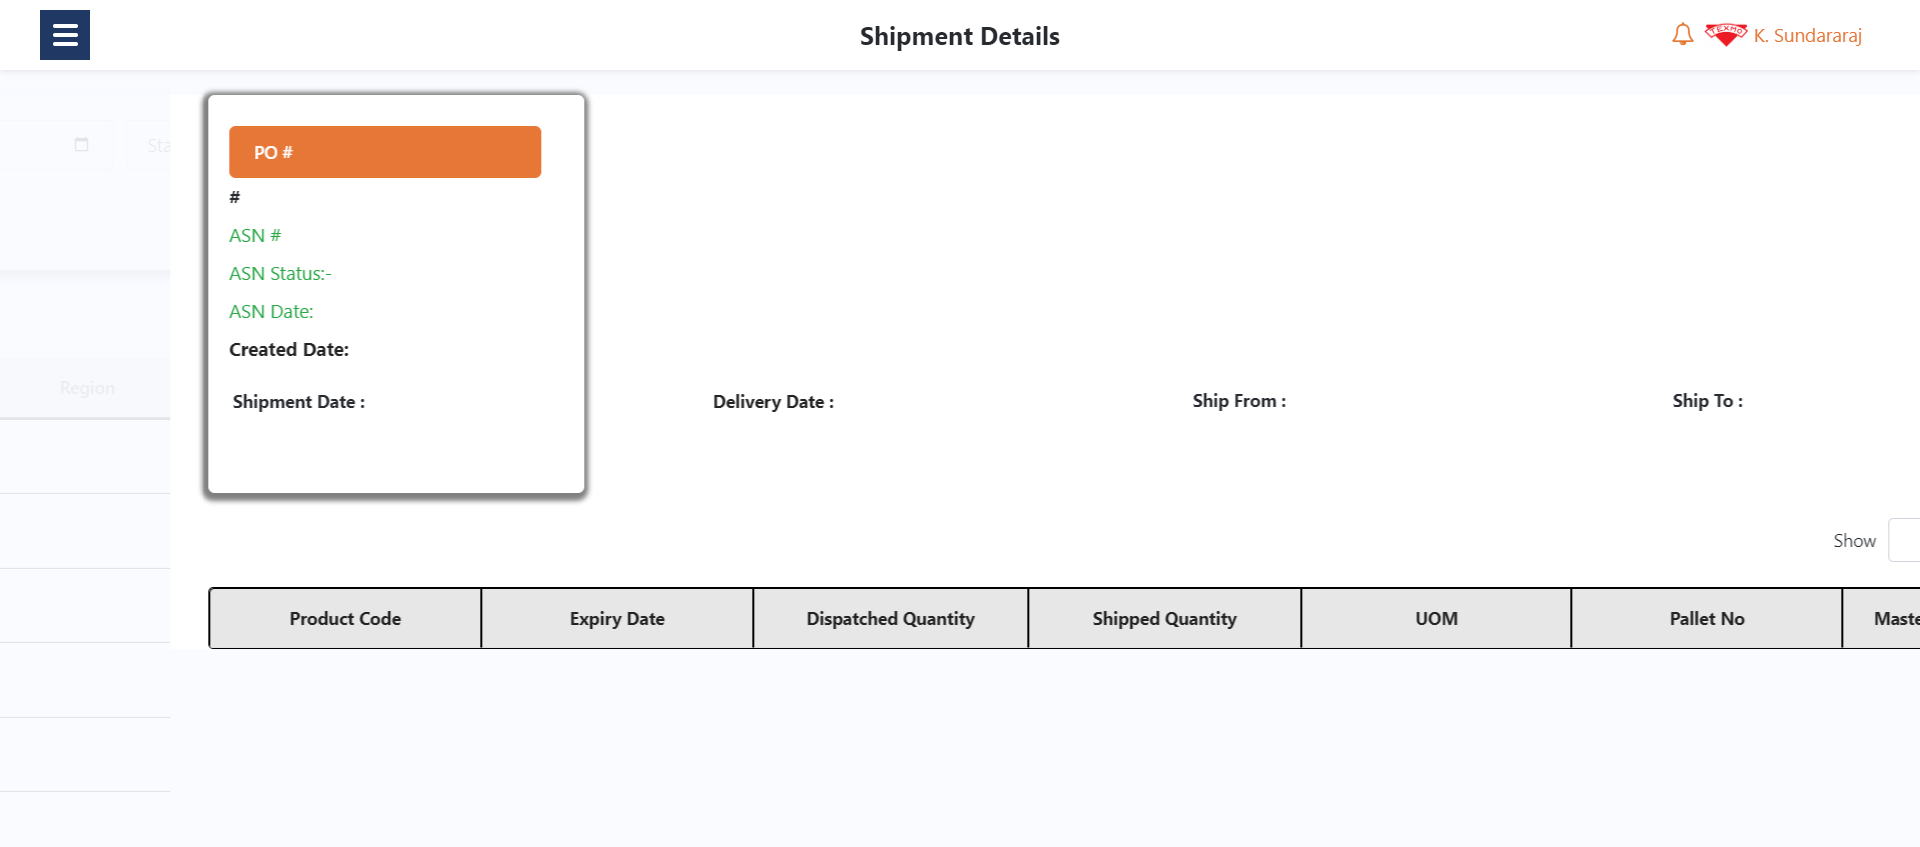 Shipment Details
TEXMO
K. Sundararaj
PO #
#
ASN #
ASN Status:-
ASN Date:
Created Date:
Shipment Date :
Delivery Date :
Ship From :
Ship To :
Region
Show
Product Code
Expiry Date
Dispatched Quantity
Shipped Quantity
UOM
Pallet No
Maste
Sta